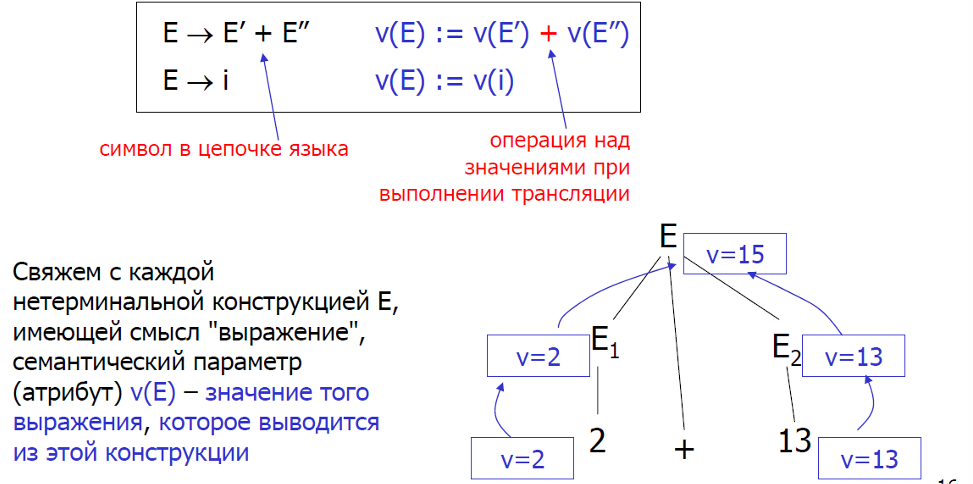 E → E′ + E″ v(E) := v(E′) + v(E″)
E → i v(E) := v(i)
символ в цепочке языка
операция над
значениями при
выполнении трансляции
Свяжем с каждой
нетерминальной конструкцией E,
имеющей смысл "выражение",
семантический параметр
(атрибут) v(E) – значение того
выражения, которое выводится
из этой конструкции
E
v=15
v=2
E₁
E₂
v=13
v=2
2
+
13
v=13